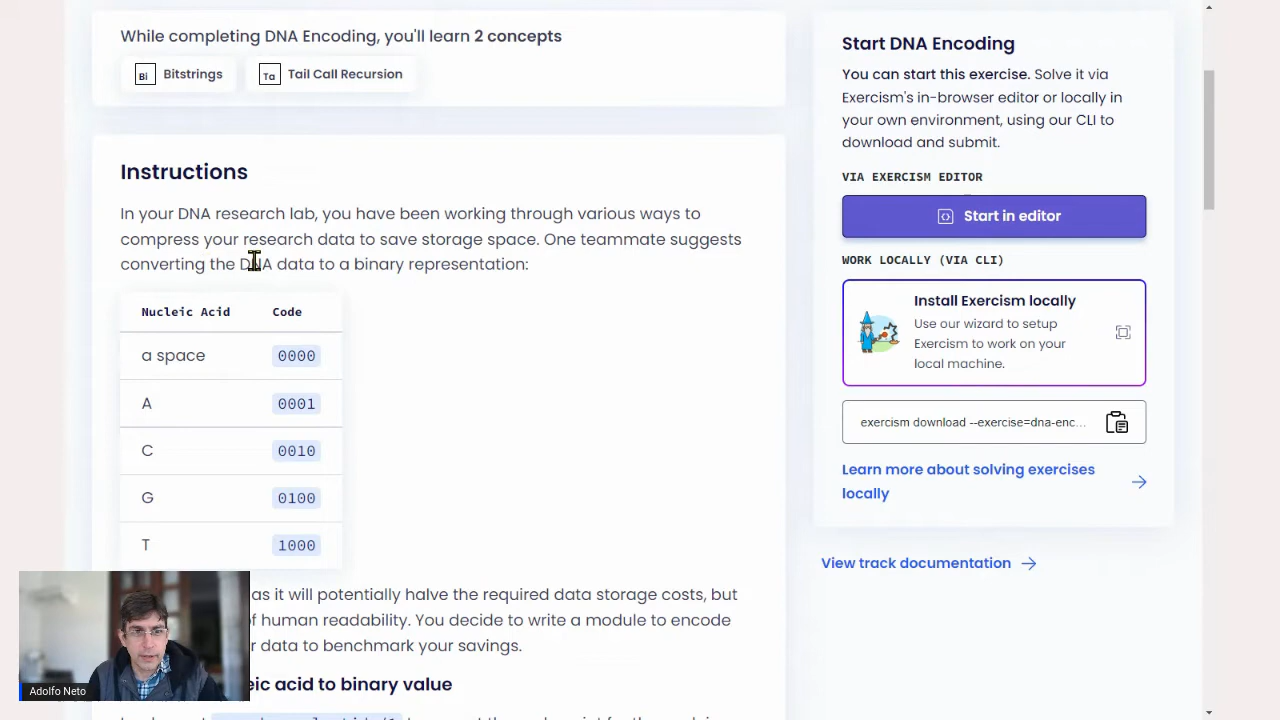 While completing DNA Encoding, you'll learn 2 concepts
Bi Bitstrings
Ta Tail Call Recursion
Instructions
In your DNA research lab, you have been working through various ways to
compress your research data to save storage space. One teammate suggests
converting the DNA data to a binary representation:
Nucleic Acid Code
a space 0000
A 0001
C 0010
G 0100
T 1000
as it will potentially halve the required data storage costs, but
of human readability. You decide to write a module to encode
data to benchmark your savings.
acid to binary value
Start DNA Encoding
You can start this exercise. Solve it via
Exercism's in-browser editor or locally in
your own environment, using our CLI to
download and submit.
VIA EXERCISM EDITOR
Start in editor
WORK LOCALLY (VIA CLI)
Install Exercism locally
Use our wizard to setup
Exercism to work on your
local machine.
exercism download --exercise=dna-enc...
Learn more about solving exercises
locally
View track documentation
Adolfo Neto